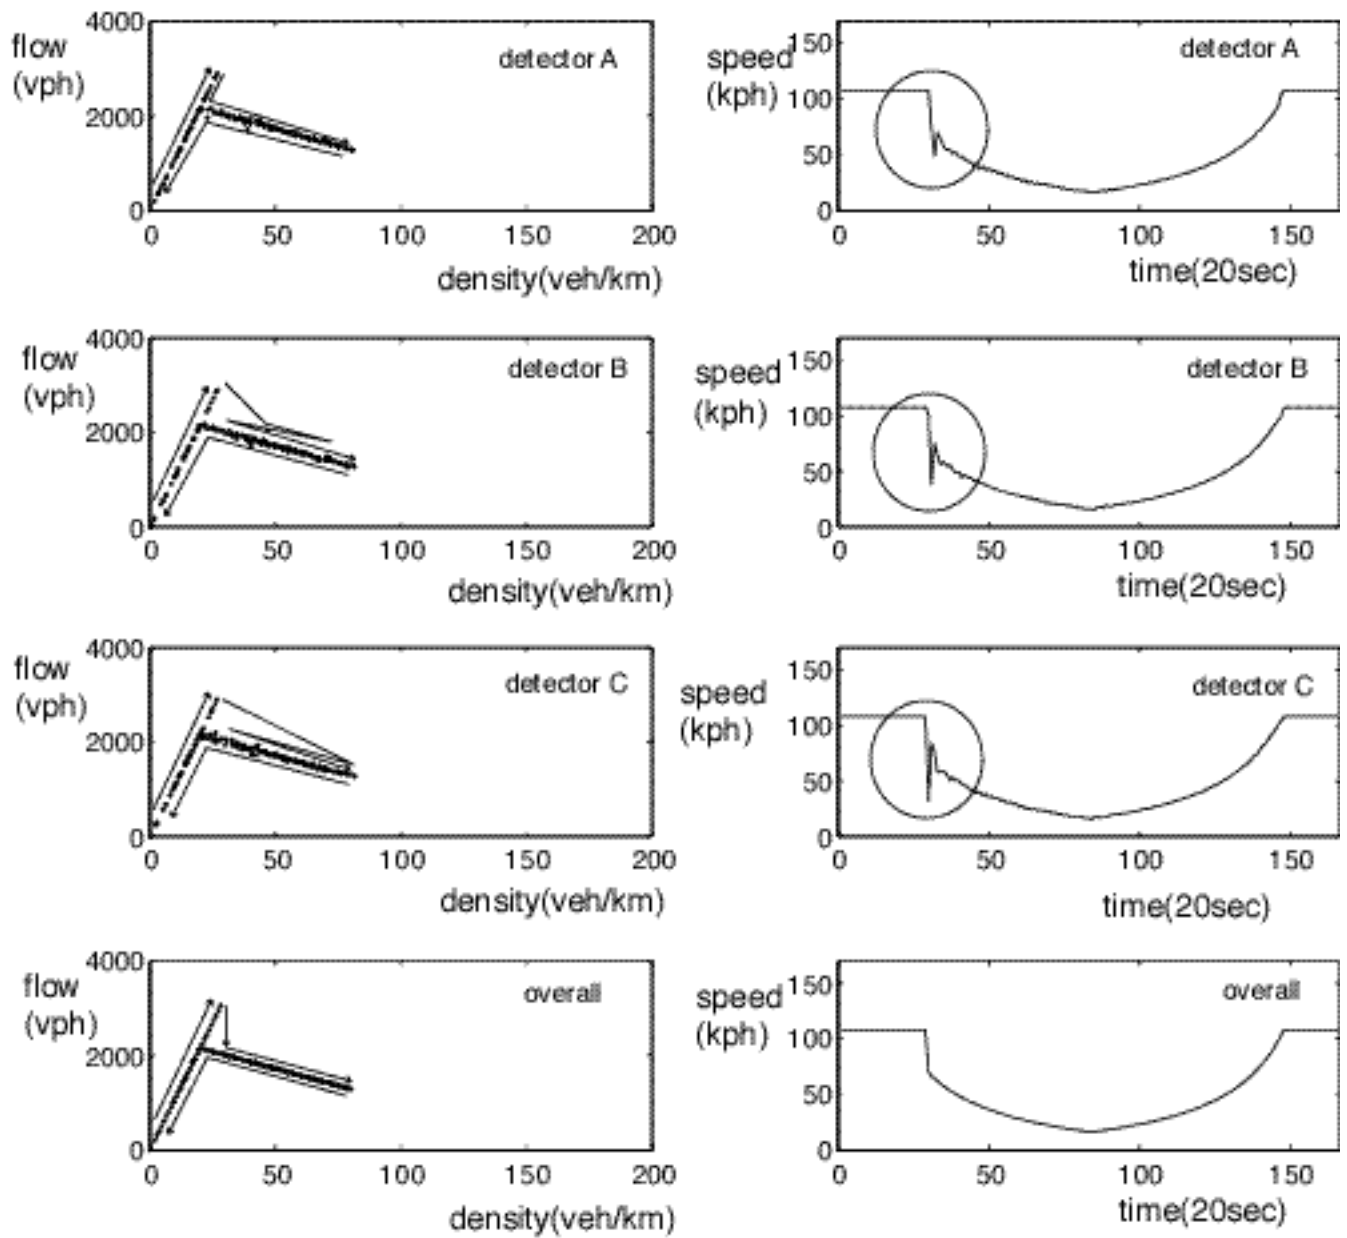 4000
flow
(vph)
detector A
2000
0
0 50 100 150 200
density(veh/km)
speed
(kph)
150
detector A
100
50
0
0 50 100 150
time(20sec)
4000
flow
(vph)
detector B
2000
0
0 50 100 150 200
density(veh/km)
speed
(kph)
150
detector B
100
50
0
0 50 100 150
time(20sec)
4000
flow
(vph)
detector C
2000
0
0 50 100 150 200
density(veh/km)
speed
(kph)
150
detector C
100
50
0
0 50 100 150
time(20sec)
4000
flow
(vph)
overall
2000
0
0 50 100 150 200
density(veh/km)
speed
(kph)
150
overall
100
50
0
0 50 100 150
time(20sec)